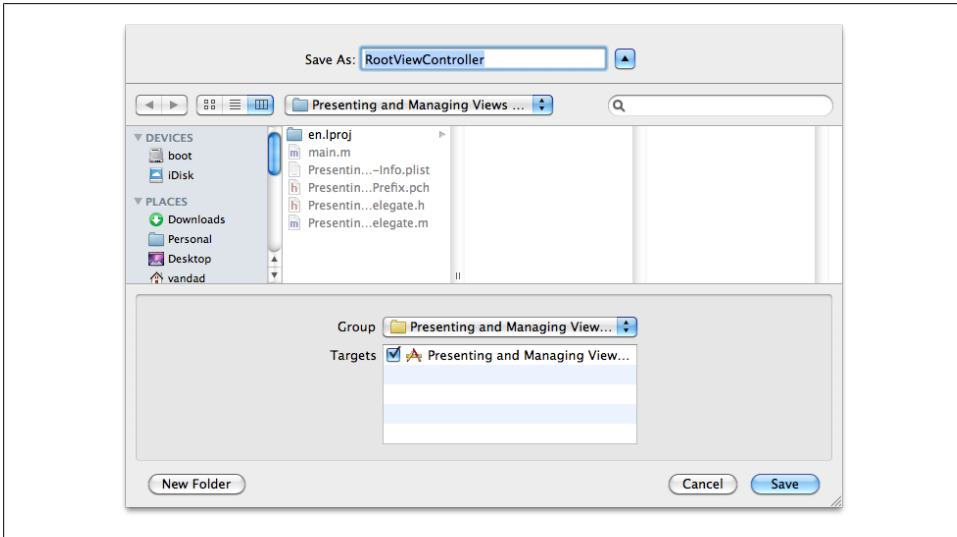 Save As: RootViewController
Presenting and Managing Views ...
DEVICES
boot
iDisk
PLACES
Downloads
Personal
Desktop
vandad
en.lproj
main.m
Presentin...-Info.plist
Presentin...Prefix.pch
Presentin...elegate.h
Presentin...elegate.m
Group Presenting and Managing View...
Targets Presenting and Managing View...
New Folder Cancel Save